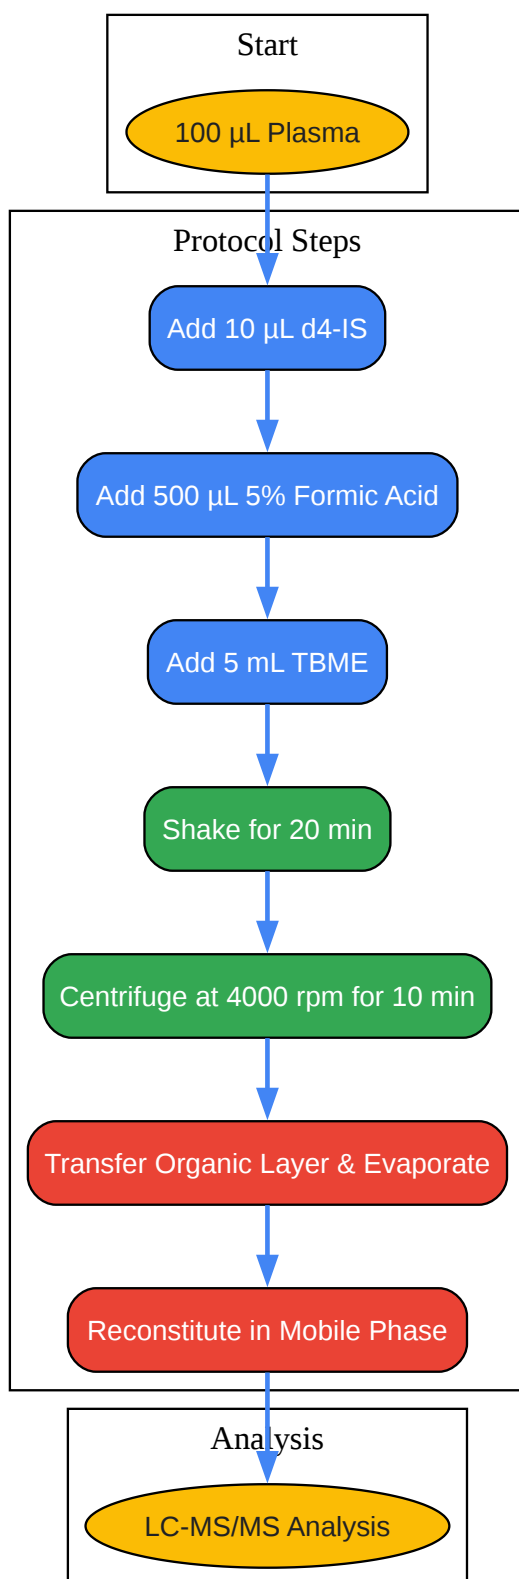 Start
100 µL Plasma
Protocol Steps
Add 10 µL d4-IS
Add 500 µL 5% Formic Acid
Add 5 mL TBME
Shake for 20 min
Centrifuge at 4000 rpm for 10 min
Transfer Organic Layer & Evaporate
Reconstitute in Mobile Phase
Analysis
LC-MS/MS Analysis